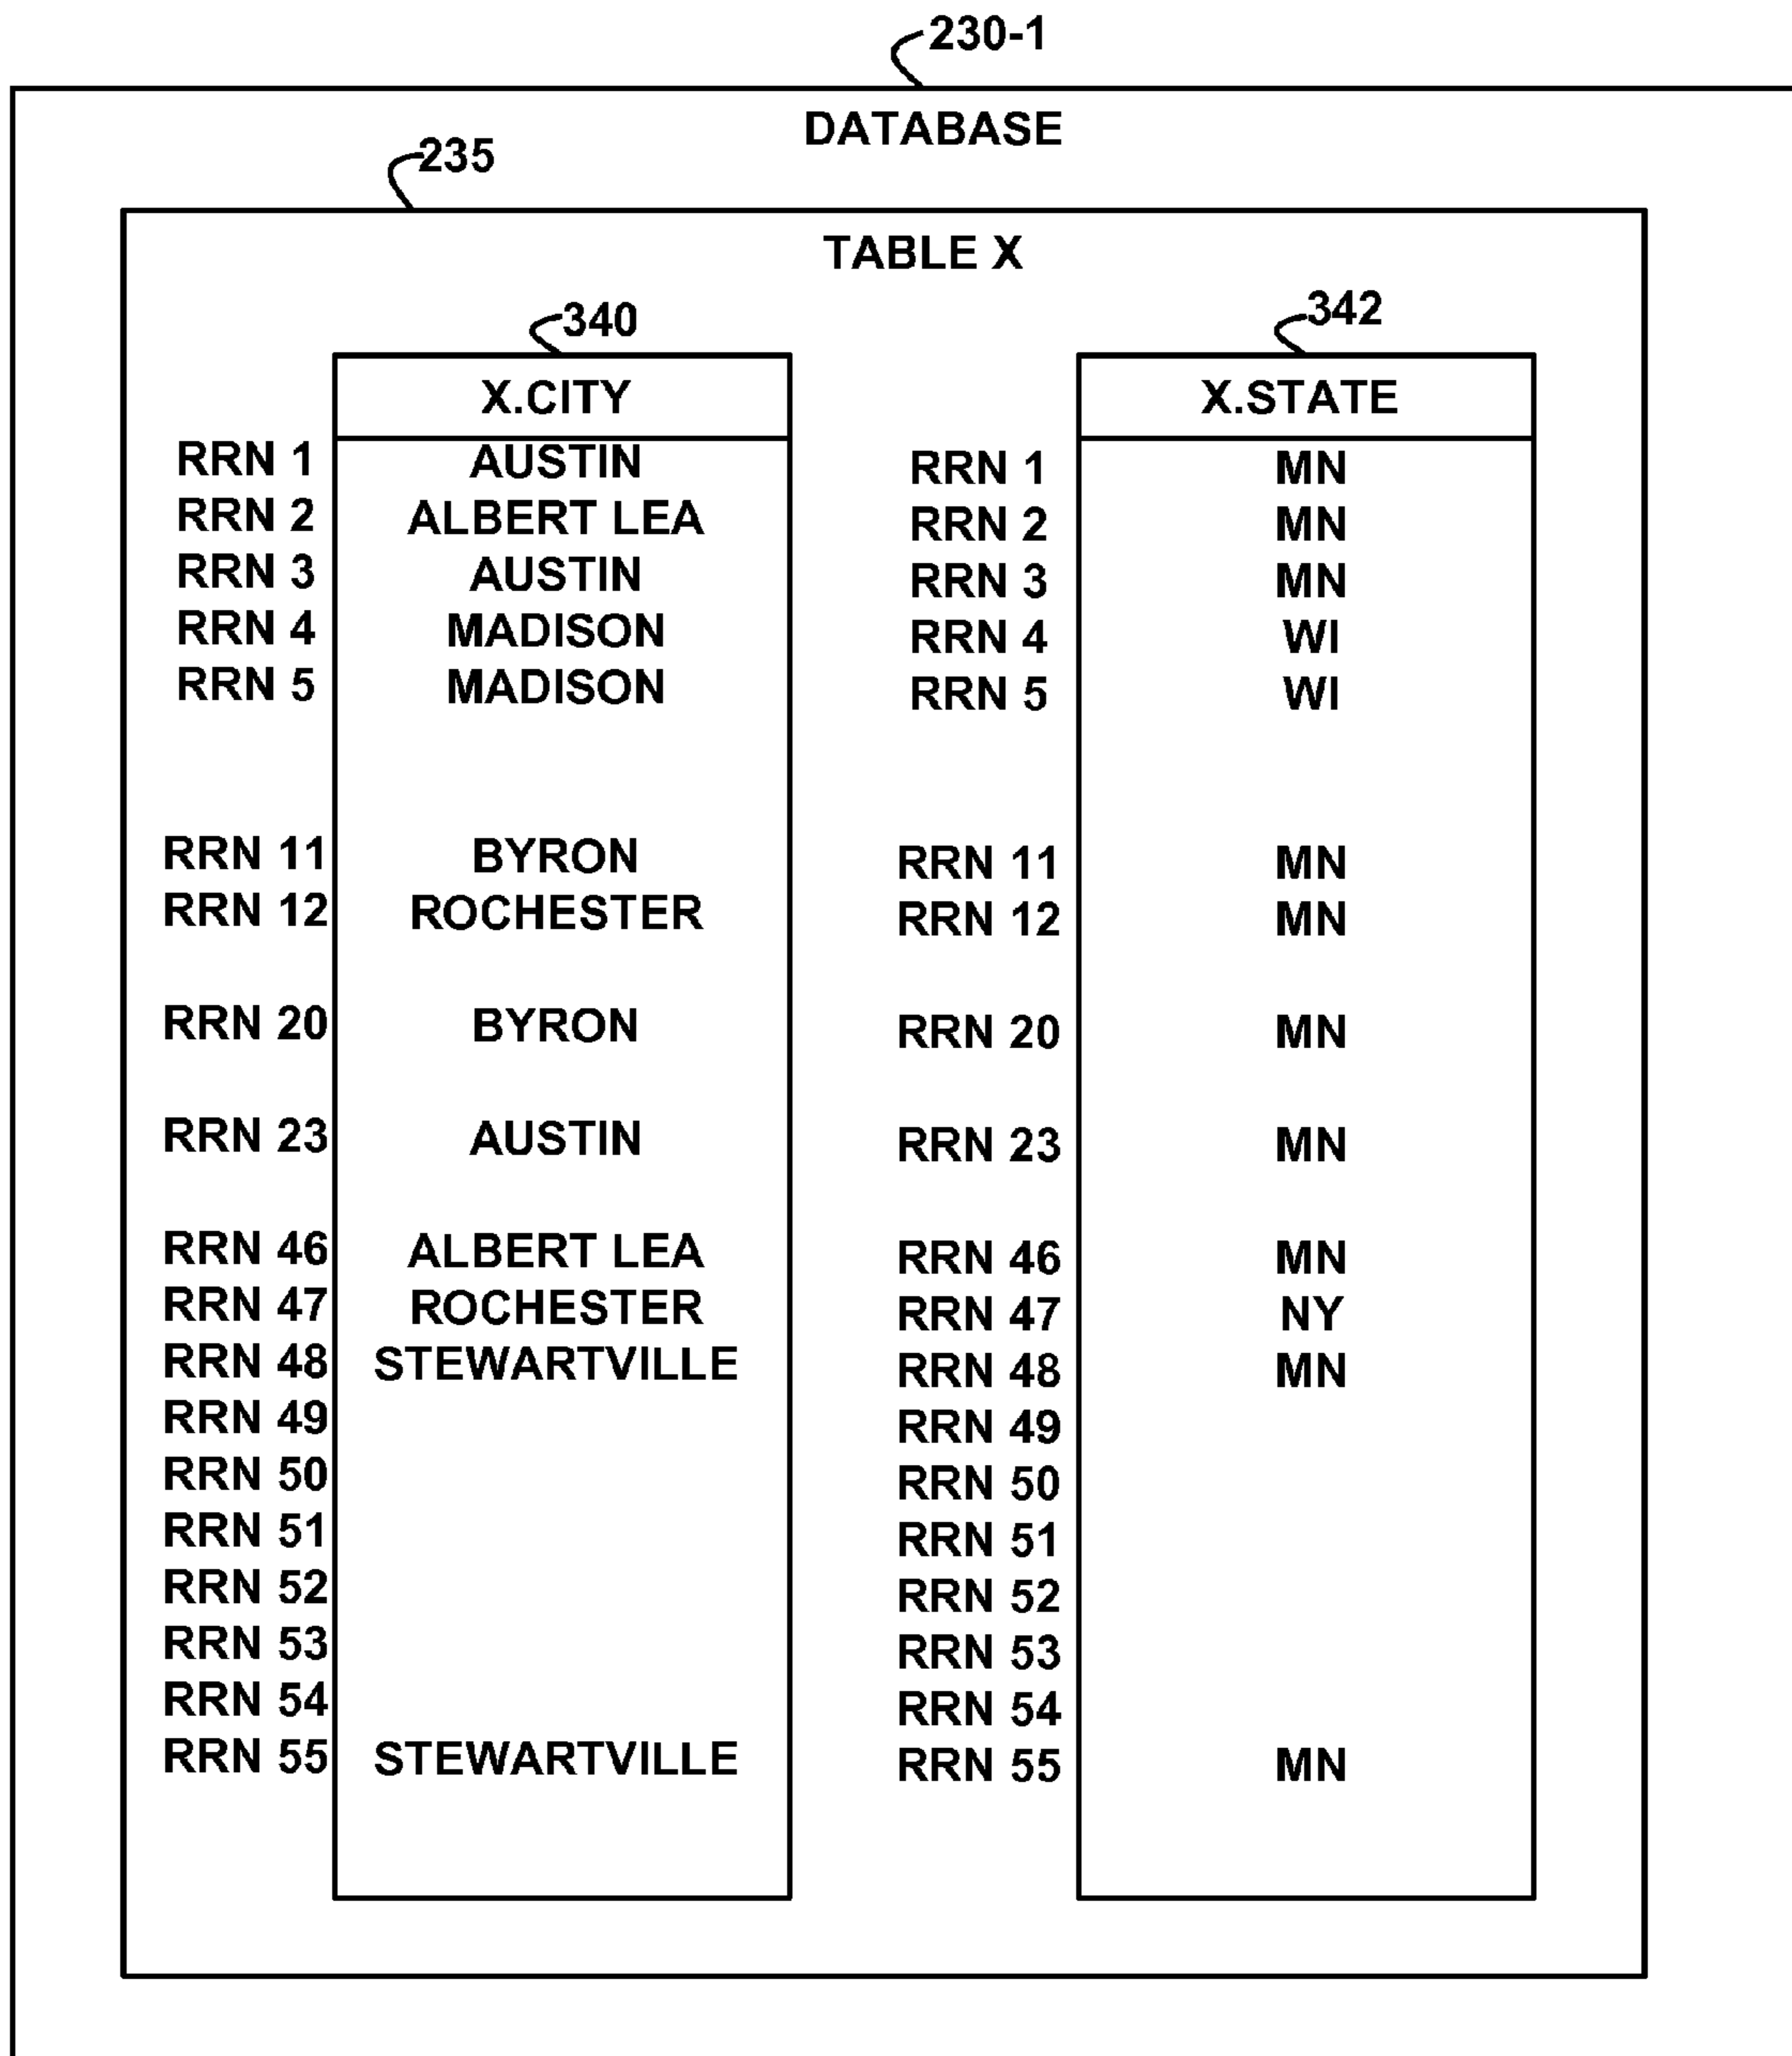 230-1
DATABASE
235
TABLE X
340
342
X.CITY
X.STATE
RRN 1 AUSTIN RRN 1 MN
RRN 2 ALBERT LEA RRN 2 MN
RRN 3 AUSTIN RRN 3 MN
RRN 4 MADISON RRN 4 WI
RRN 5 MADISON RRN 5 WI
RRN 11 BYRON RRN 11 MN
RRN 12 ROCHESTER RRN 12 MN
RRN 20 BYRON RRN 20 MN
RRN 23 AUSTIN RRN 23 MN
RRN 46 ALBERT LEA RRN 46 MN
RRN 47 ROCHESTER RRN 47 NY
RRN 48 STEWARTVILLE RRN 48 MN
RRN 49 RRN 49
RRN 50 RRN 50
RRN 51 RRN 51
RRN 52 RRN 52
RRN 53 RRN 53
RRN 54 RRN 54
RRN 55 STEWARTVILLE RRN 55 MN